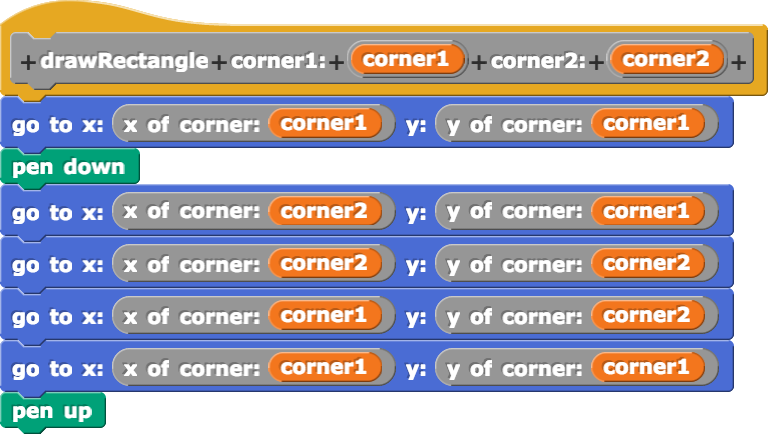 + drawRectangle + corner1: + corner1 + corner2: + corner2 +
go to x: x of corner: corner1 y: y of corner: corner1
pen down
go to x: x of corner: corner2 y: y of corner: corner1
go to x: x of corner: corner2 y: y of corner: corner2
go to x: x of corner: corner1 y: y of corner: corner2
go to x: x of corner: corner1 y: y of corner: corner1
pen up